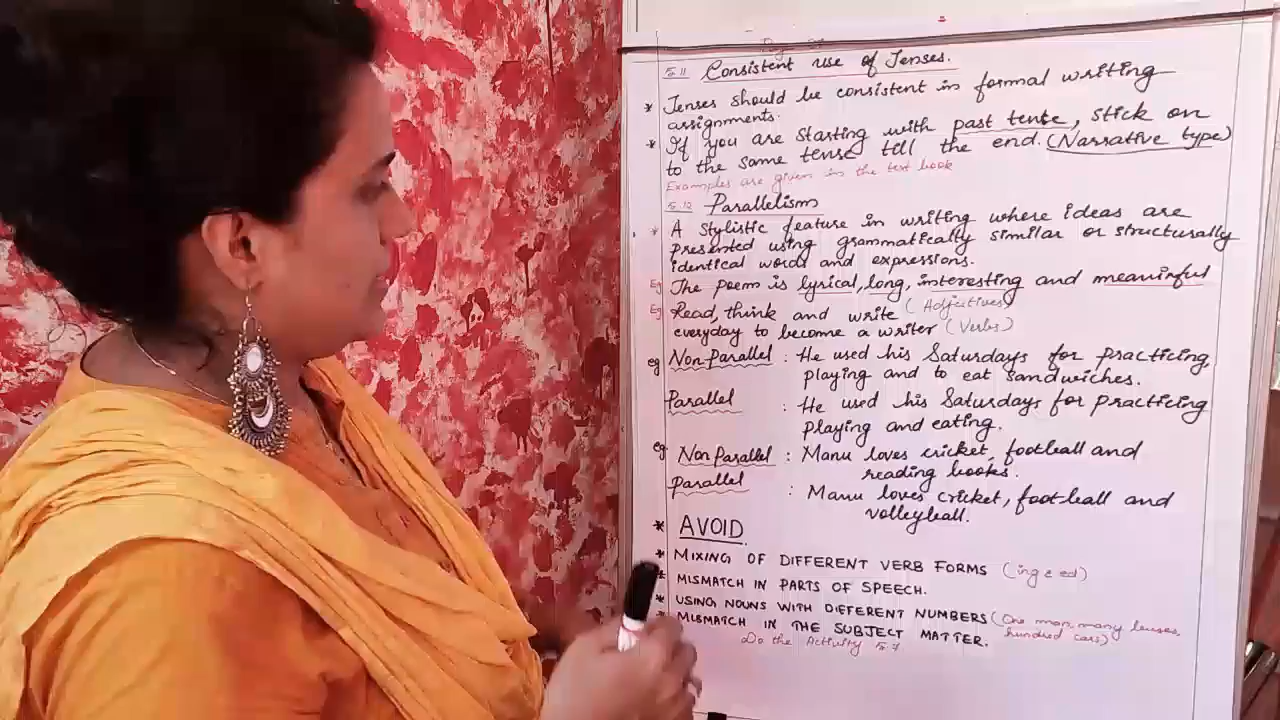 5.11 Consistent use of Tenses.
* Tenses should be consistent in formal writing
assignments.
* If you are starting with past tente, stick on
to the same tense till the end. (Narrative type)
Examples are given in the text book
5.12 Parallelism
* A stylistic feature in writing where ideas are
presented using grammatically similar or structurally
identical words and expressions.
Eg The poem is lyrical, long, interesting and meaninful
(Adjectives)
Eg Read, think and write
everyday to become a writer (Verbs)
eg Non Parallel : He used his Saturdays for practicing,
playing and to eat sandwiches.
Parallel : He used his Saturdays for practicing
playing and eating.
eg Non Parallel : Manu loves cricket, football and
reading books.
Parallel : Manu loves cricket, football and
volleyball.
* AVOID.
* MIXING OF DIFFERENT VERB FORMS (ing & ed)
* MISMATCH IN PARTS OF SPEECH.
* USING NOUNS WITH DIFFERENT NUMBERS (One man, many
hundred cars)
* MISMATCH IN THE SUBJECT MATTER.
Do the Activity 5.7